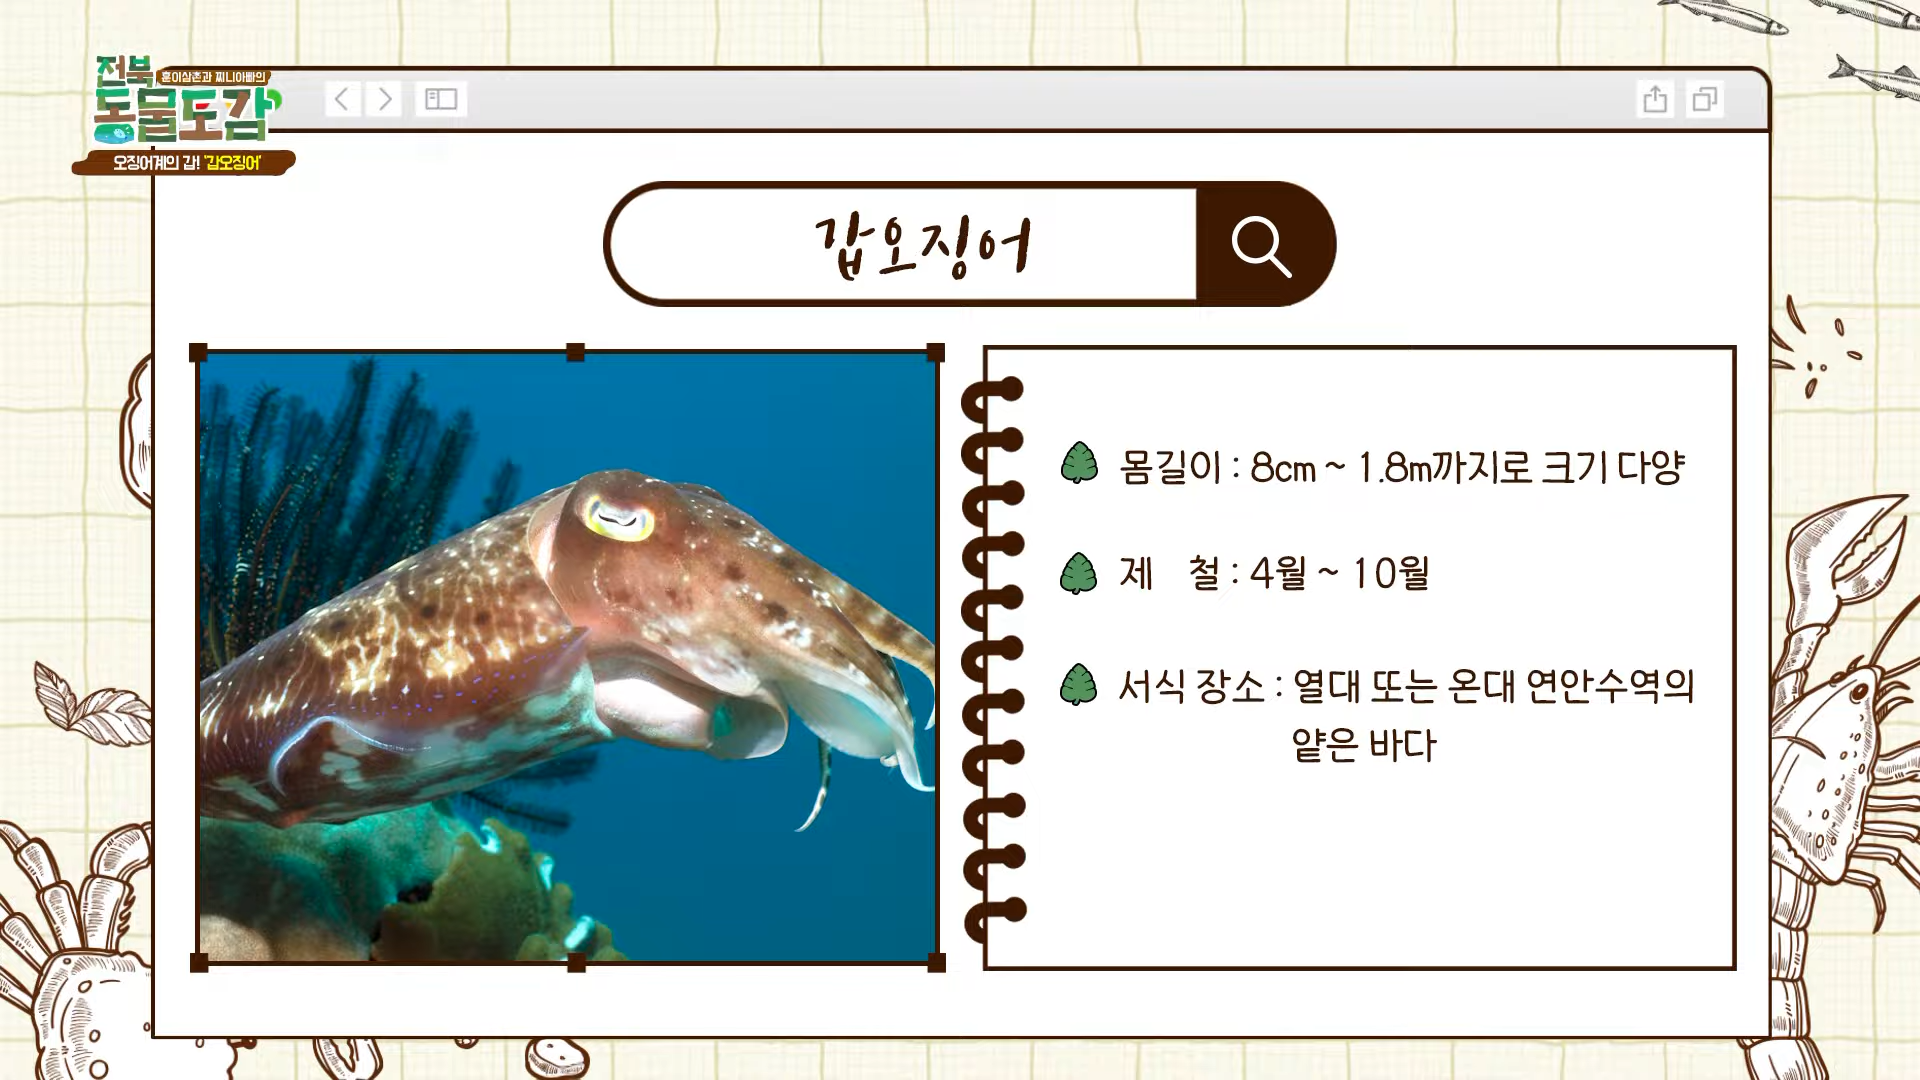 전북
훈이삼촌과 찌니아빠의
동물도감
오징어계의 갑! '갑오징어'
갑오징어
몸길이 : 8cm ~ 1.8m까지로 크기 다양
제 철 : 4월 ~ 10월
서식 장소 : 열대 또는 온대 연안수역의
얕은 바다